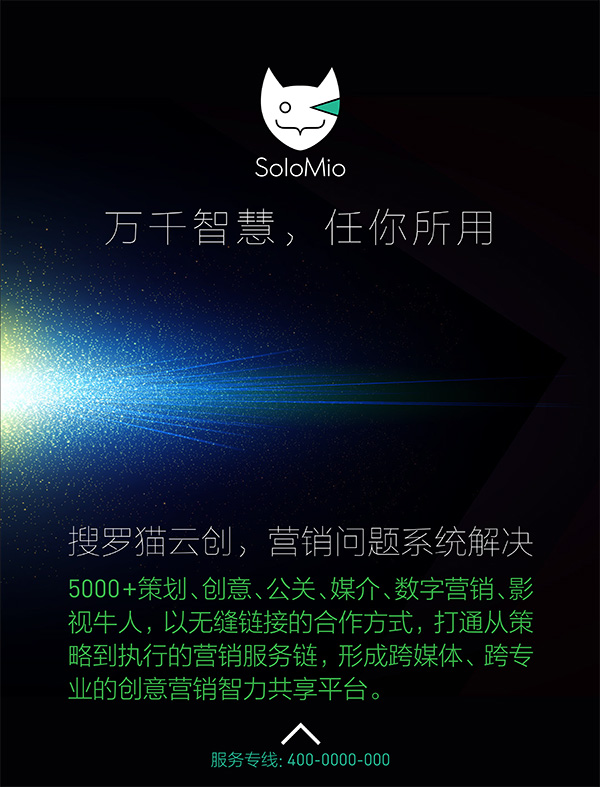 SoloMio
万千智慧，任你所用
搜罗猫云创，营销问题系统解决
5000+策划、创意、公关、媒介、数字营销、影
视牛人，以无缝链接的合作方式，打通从策
略到执行的营销服务链，形成跨媒体、跨专
业的创意营销智力共享平台。
服务专线: 400-0000-000